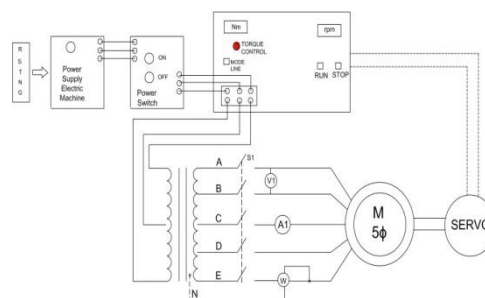 R
S
T
N
G
Power
Supply
Electric
Machine
ON
OFF
Power
Switch
Nm
TORQUE
CONTROL
MODE
LINE
rpm
RUN STOP
A
S1
B
V1
C
A1
D
E
W
N
M
5ϕ
SERVO